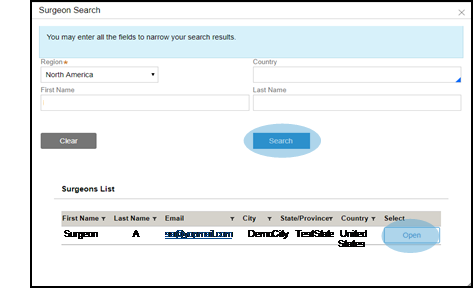 Surgeon Search
You may enter all the fields to narrow your search results.
Region★ Country
North America
First Name Last Name
Clear Search
Surgeons List
First Name Last Name Email City State/Province Country Select
Surgeon A DemoCity TestState United States Open